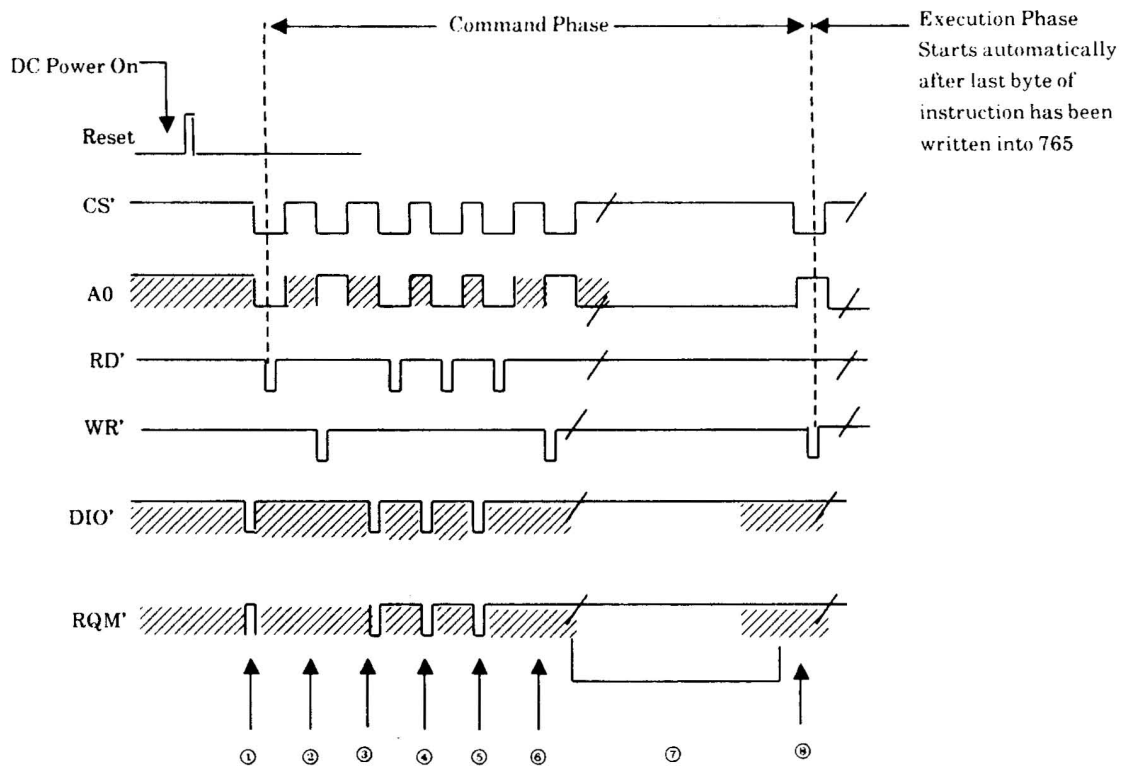 Command Phase
Execution Phase
Starts automatically
after last byte of
instruction has been
written into 765
DC Power On
Reset
CS'
A0
RD'
WR'
DIO'
RQM'
① ② ③ ④ ⑤ ⑥ ⑦ ⑧